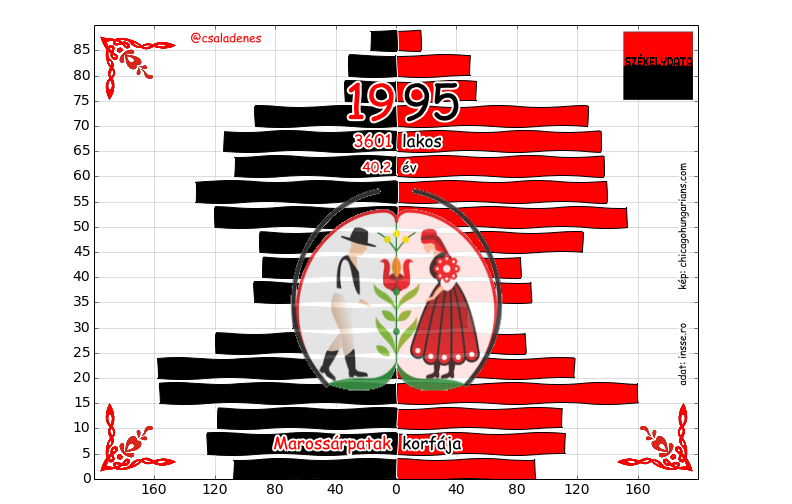 @csaladenes
SZÉKELYDATA
1995
3601 lakos
40.2 év
kép: chicagohungarians.com
adat: insse.ro
Marossárpatak korfája
85
80
75
70
65
60
55
50
45
40
35
30
25
20
15
10
5
0
160 120 80 40 0 40 80 120 160